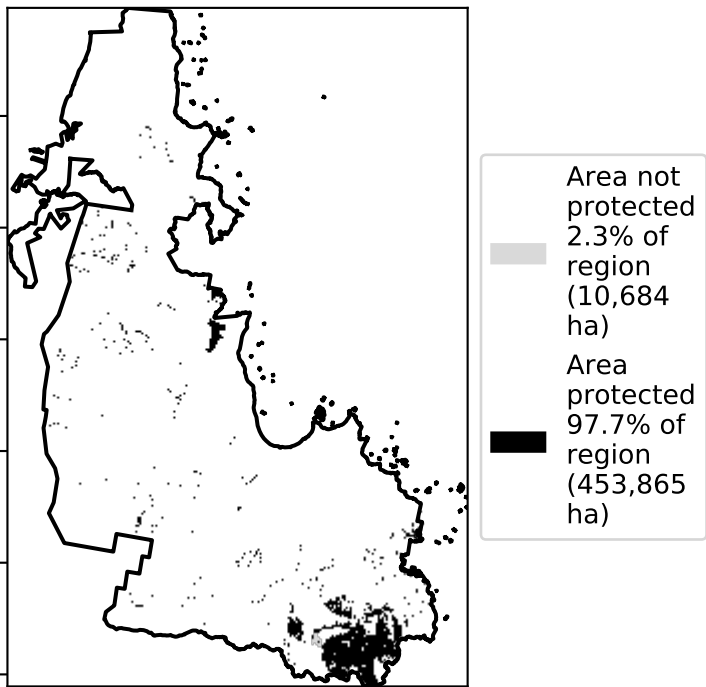 Area not
protected
2.3% of
region
(10,684
ha)
Area
protected
97.7% of
region
(453,865
ha)